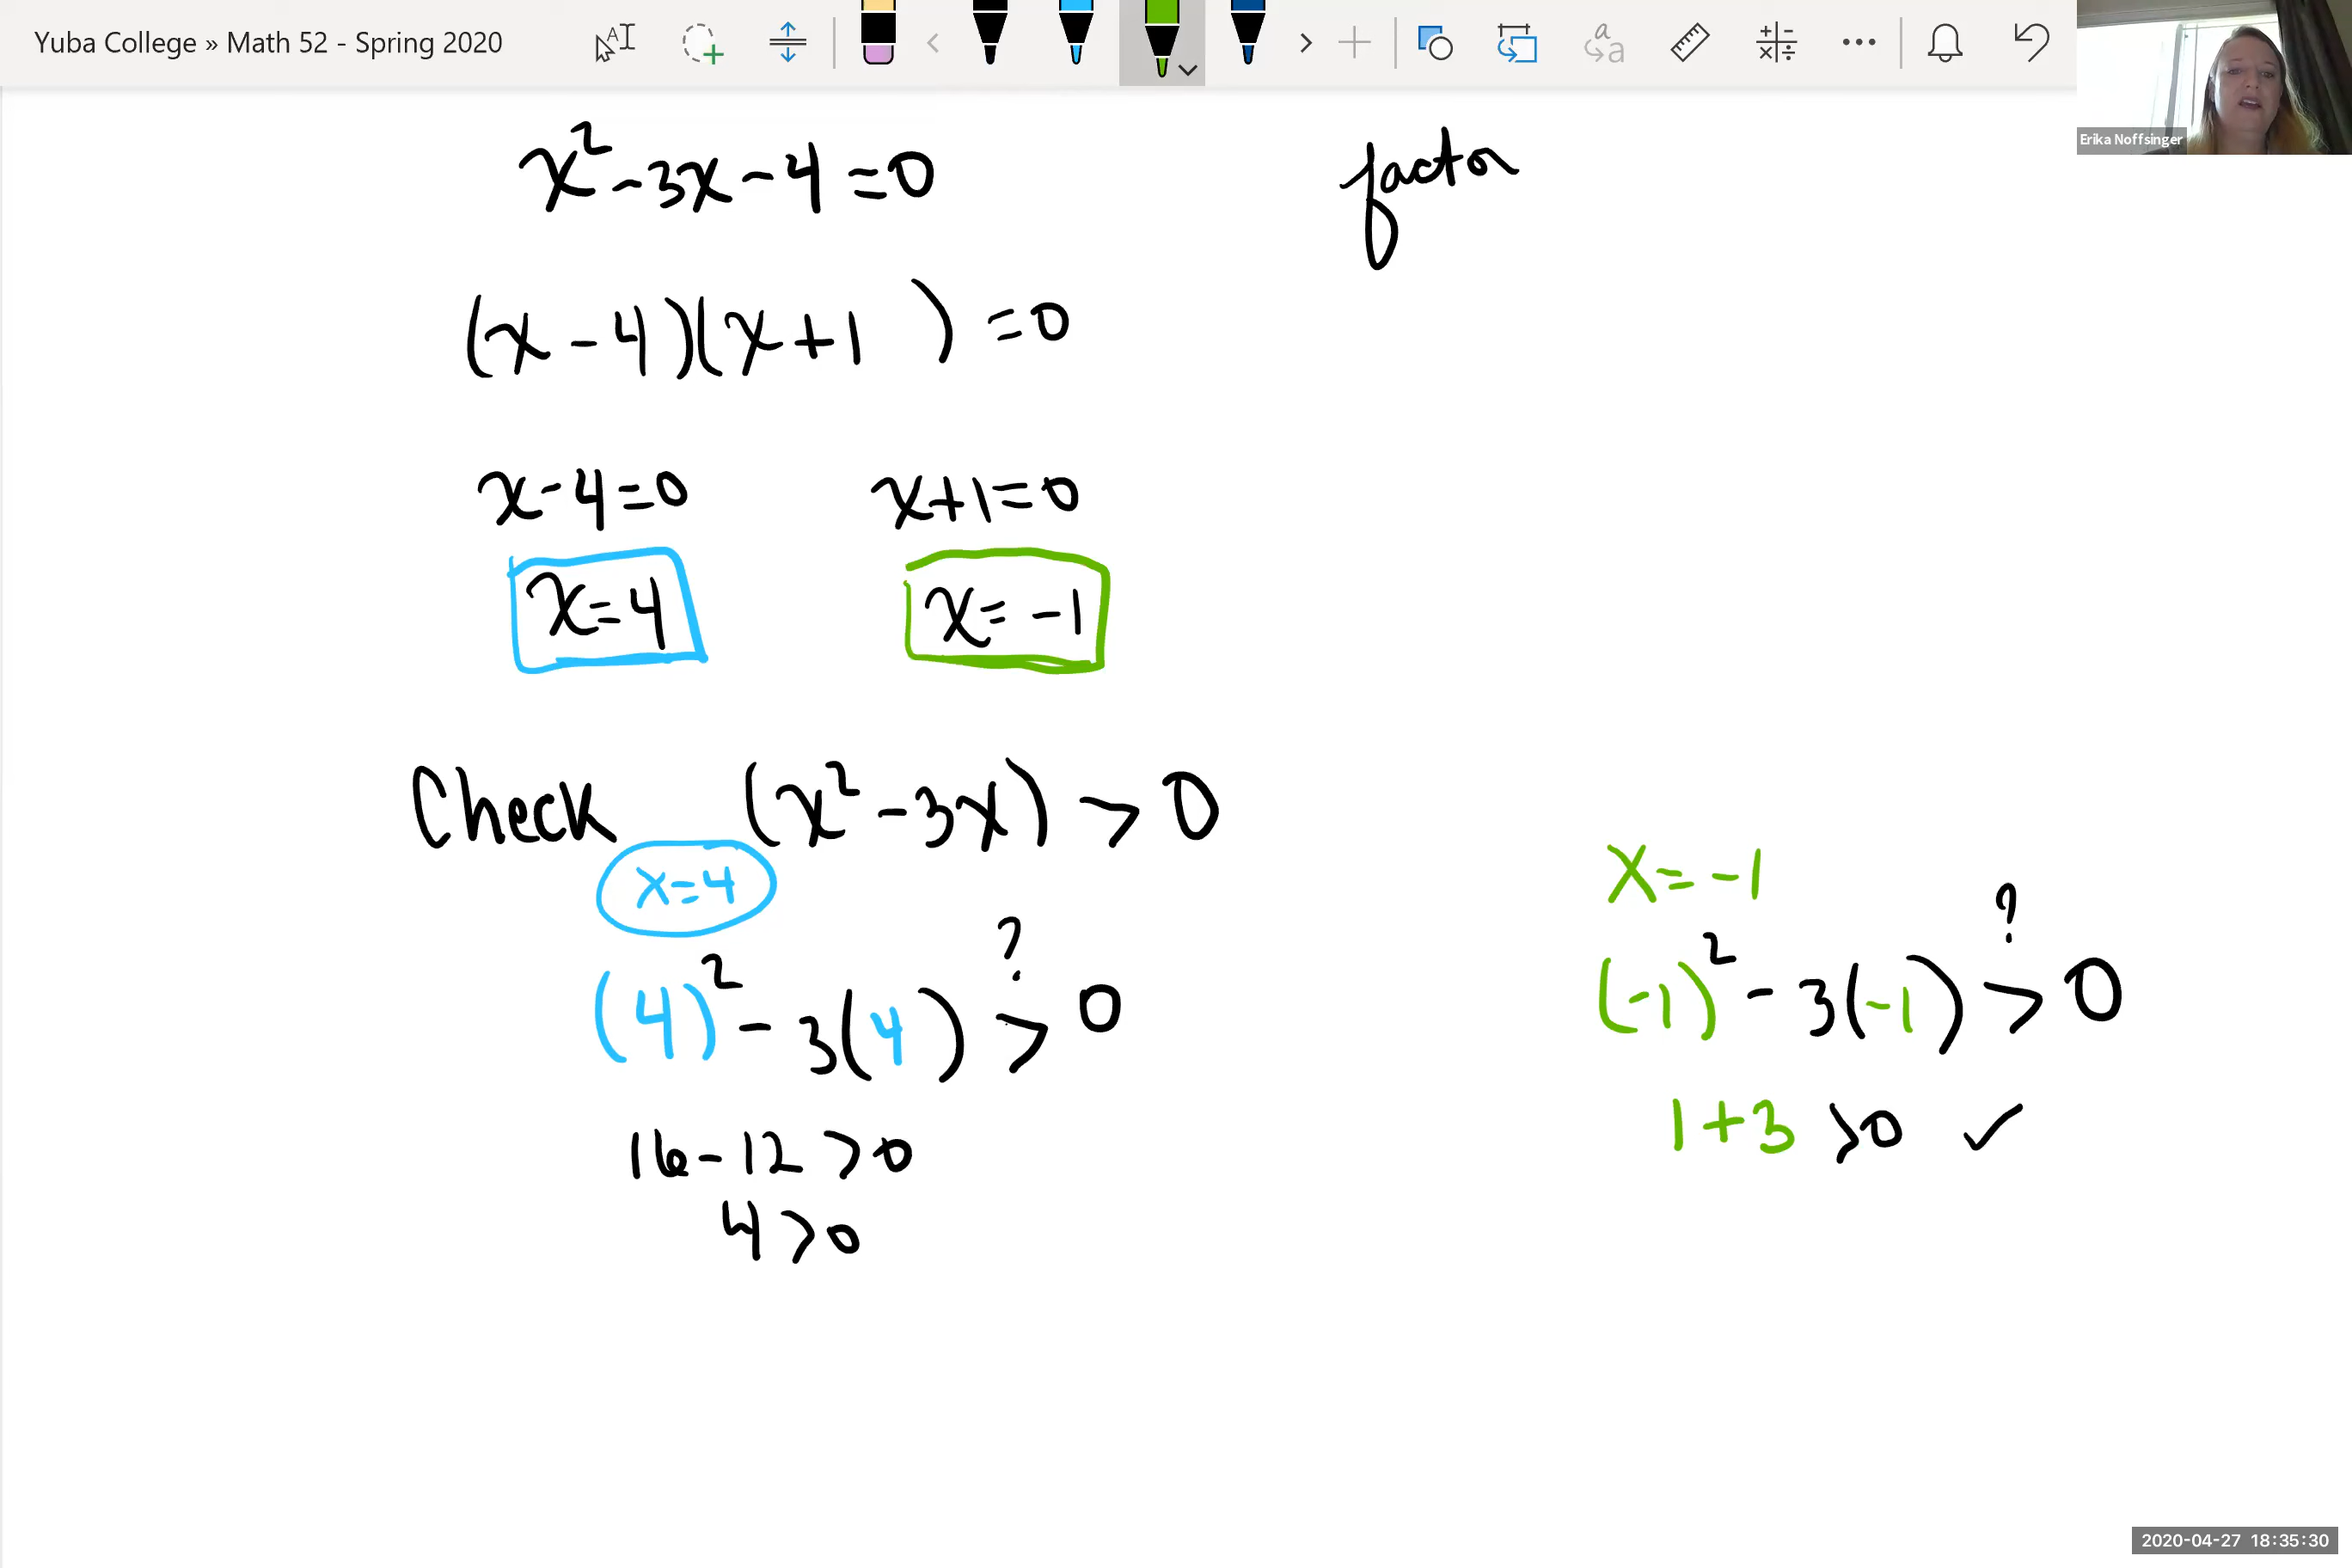 Yuba College » Math 52 - Spring 2020
Erika Noffsinger
x² - 3x - 4 = 0 factor
(x - 4)(x + 1 ) = 0
x - 4 = 0 x + 1 = 0
x = 4 x = -1
Check (x² - 3x) > 0
x = 4 x = -1
(4)² - 3(4) >? 0 (-1)² - 3(-1) >? 0
16 - 12 > 0 1 + 3 > 0 ✓
4 > 0
2020-04-27 18:35:30